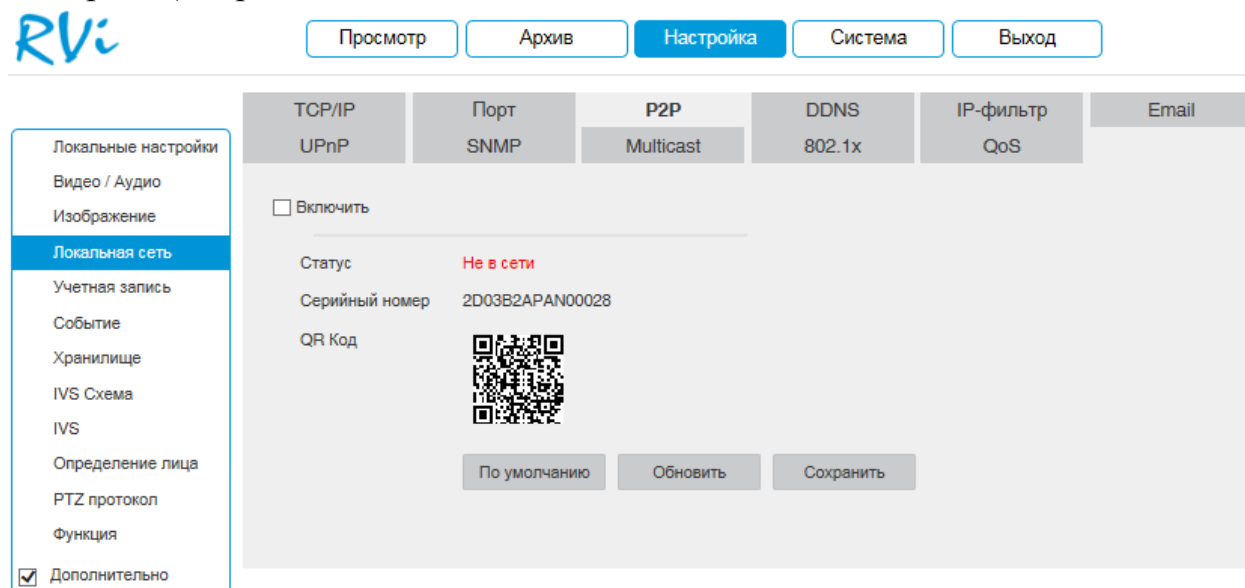 RVi
Просмотр Архив Настройка Система Выход
TCP/IP Порт P2P DDNS IP-фильтр Email
UPnP SNMP Multicast 802.1x QoS
Локальные настройки
Видео / Аудио
Изображение
Локальная сеть
Учетная запись
Событие
Хранилище
IVS Схема
IVS
Определение лица
PTZ протокол
Функция
Дополнительно
Включить
Статус Не в сети
Серийный номер 2D03B2APAN00028
QR Код
По умолчанию Обновить Сохранить